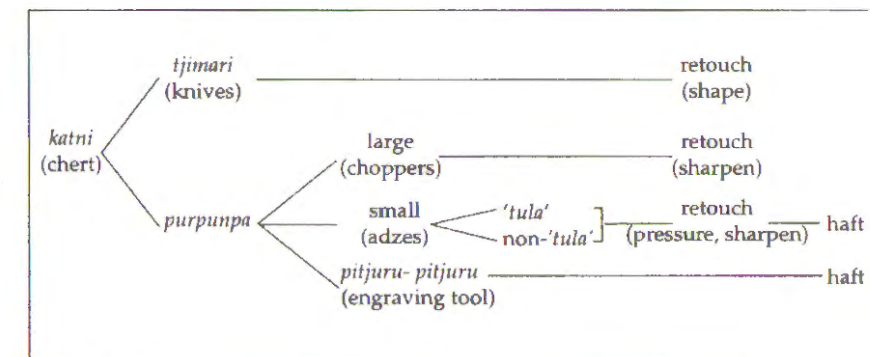 tjimari retouch
(knives) (shape)
katni large retouch
(chert) (choppers) (sharpen)
purpunpa small 'tula' retouch haft
(adzes) non-'tula' (pressure, sharpen)
pitjuru- pitjuru haft
(engraving tool)